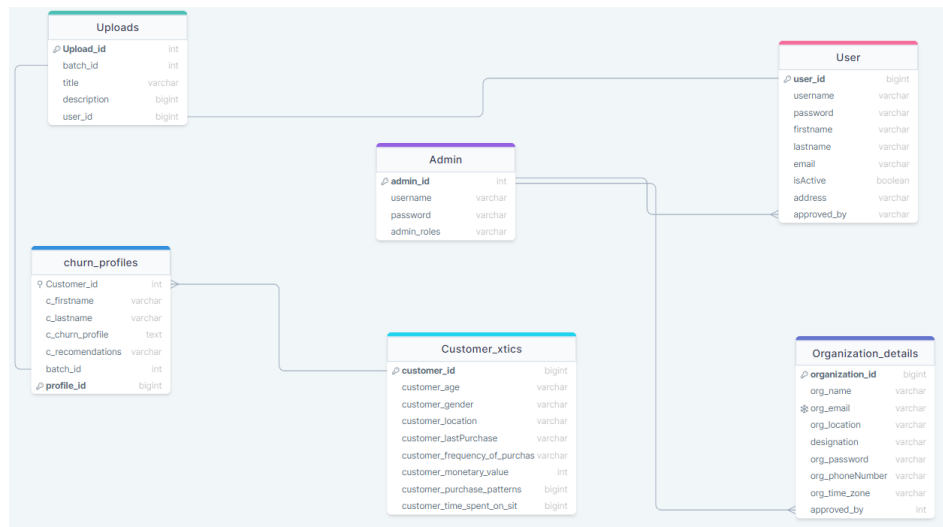 Uploads
Upload_id int
batch_id int
title varchar
description bigint
user_id bigint
User
user_id bigint
username varchar
password varchar
firstname varchar
lastname varchar
email varchar
isActive boolean
address varchar
approved_by varchar
Admin
admin_id int
username varchar
password varchar
admin_roles varchar
churn_profiles
Customer_id int
c_firstname varchar
c_lastname varchar
c_churn_profile text
c_recomendations varchar
batch_id int
profile_id bigint
Customer_xtics
customer_id bigint
customer_age varchar
customer_gender varchar
customer_location varchar
customer_lastPurchase varchar
customer_frequency_of_purchas varchar
customer_monetary_value int
customer_purchase_patterns bigint
customer_time_spent_on_sit bigint
Organization_details
organization_id bigint
org_name varchar
org_email varchar
org_location varchar
designation varchar
org_password varchar
org_phoneNumber varchar
org_time_zone varchar
approved_by int